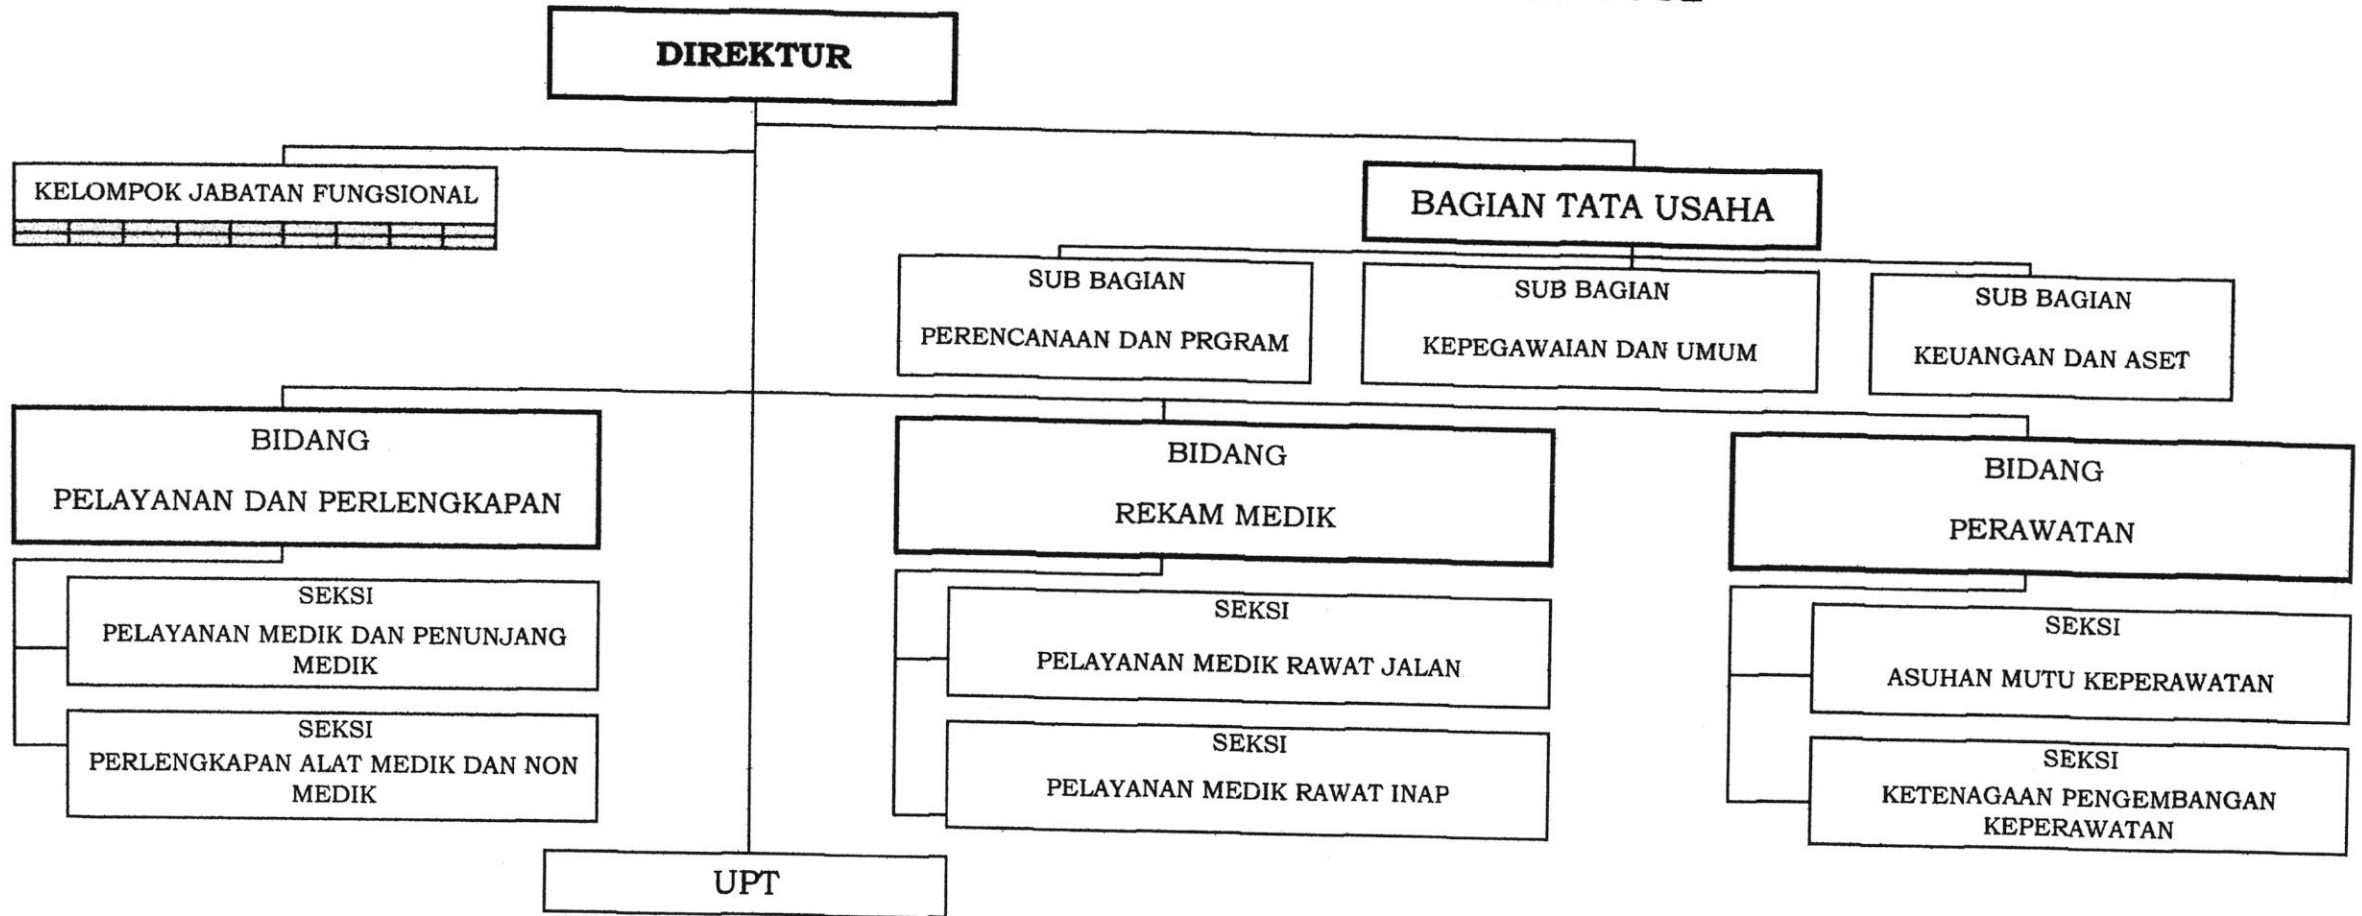 DIREKTUR
KELOMPOK JABATAN FUNGSIONAL
BAGIAN TATA USAHA
SUB BAGIAN
PERENCANAAN DAN PRGRAM
SUB BAGIAN
KEPEGAWAIAN DAN UMUM
SUB BAGIAN
KEUANGAN DAN ASET
BIDANG
PELAYANAN DAN PERLENGKAPAN
BIDANG
REKAM MEDIK
BIDANG
PERAWATAN
SEKSI
PELAYANAN MEDIK DAN PENUNJANG
MEDIK
SEKSI
PERLENGKAPAN ALAT MEDIK DAN NON
MEDIK
SEKSI
PELAYANAN MEDIK RAWAT JALAN
SEKSI
PELAYANAN MEDIK RAWAT INAP
SEKSI
ASUHAN MUTU KEPERAWATAN
SEKSI
KETENAGAAN PENGEMBANGAN
KEPERAWATAN
UPT